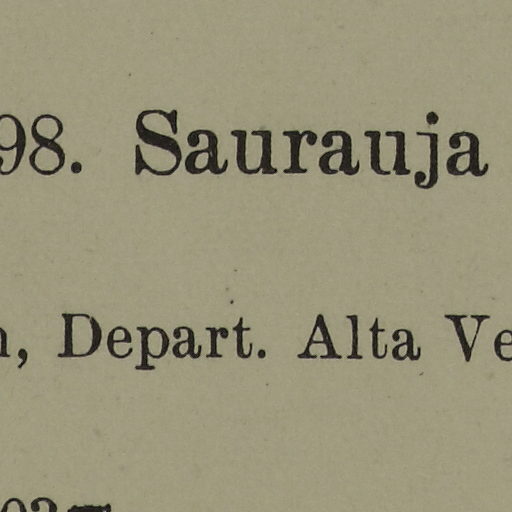 98. Saurauja
, Depart. Alta Ve